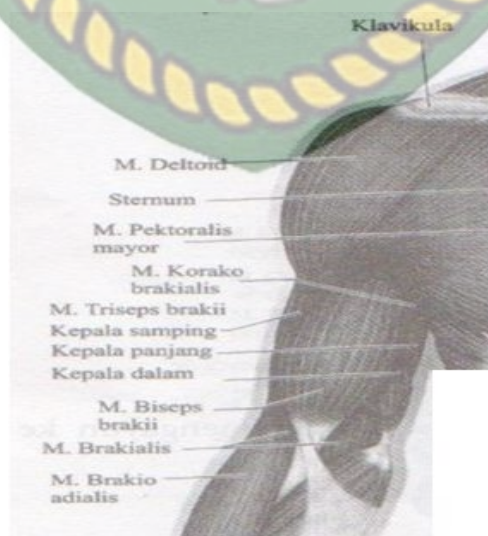 Klavikula
M. Deltoid
Sternum
M. Pektoralis
mayor
M. Korako
brakialis
M. Triseps brakii
Kepala samping
Kepala panjang
Kepala dalam
M. Biseps
brakii
M. Brakialis
M. Brakio
adialis